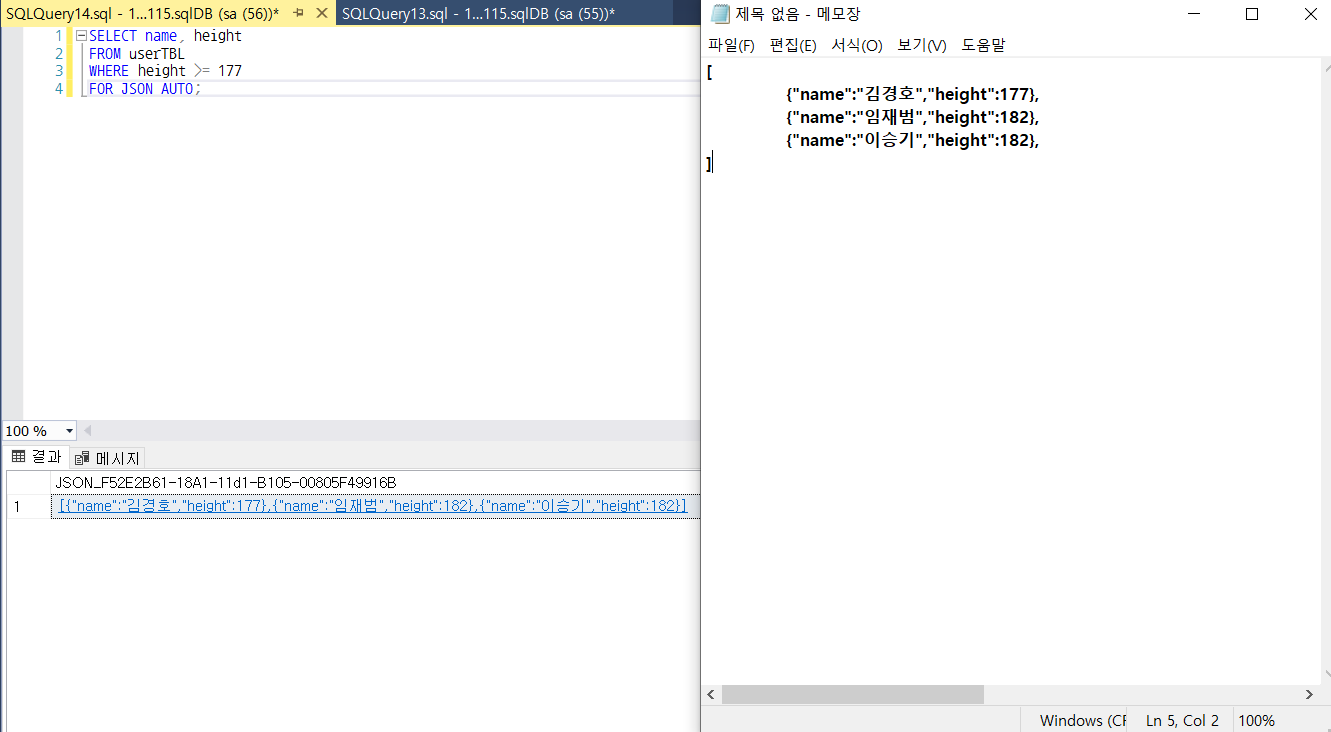 SQLQuery14.sql - 1...115.sqlDB (sa (56))*
SQLQuery13.sql - 1...115.sqlDB (sa (55))*
1 SELECT name, height
2 FROM userTBL
3 WHERE height >= 177
4 FOR JSON AUTO;
100 %
결과
메시지
JSON_F52E2B61-18A1-11d1-B105-00805F49916B
1 [{"name":"김경호","height":177},{"name":"임재범","height":182},{"name":"이승기","height":182}]
제목 없음 - 메모장
파일(F) 편집(E) 서식(O) 보기(V) 도움말
[
{"name":"김경호","height":177},
{"name":"임재범","height":182},
{"name":"이승기","height":182},
]
Windows (CF
Ln 5, Col 2
100%